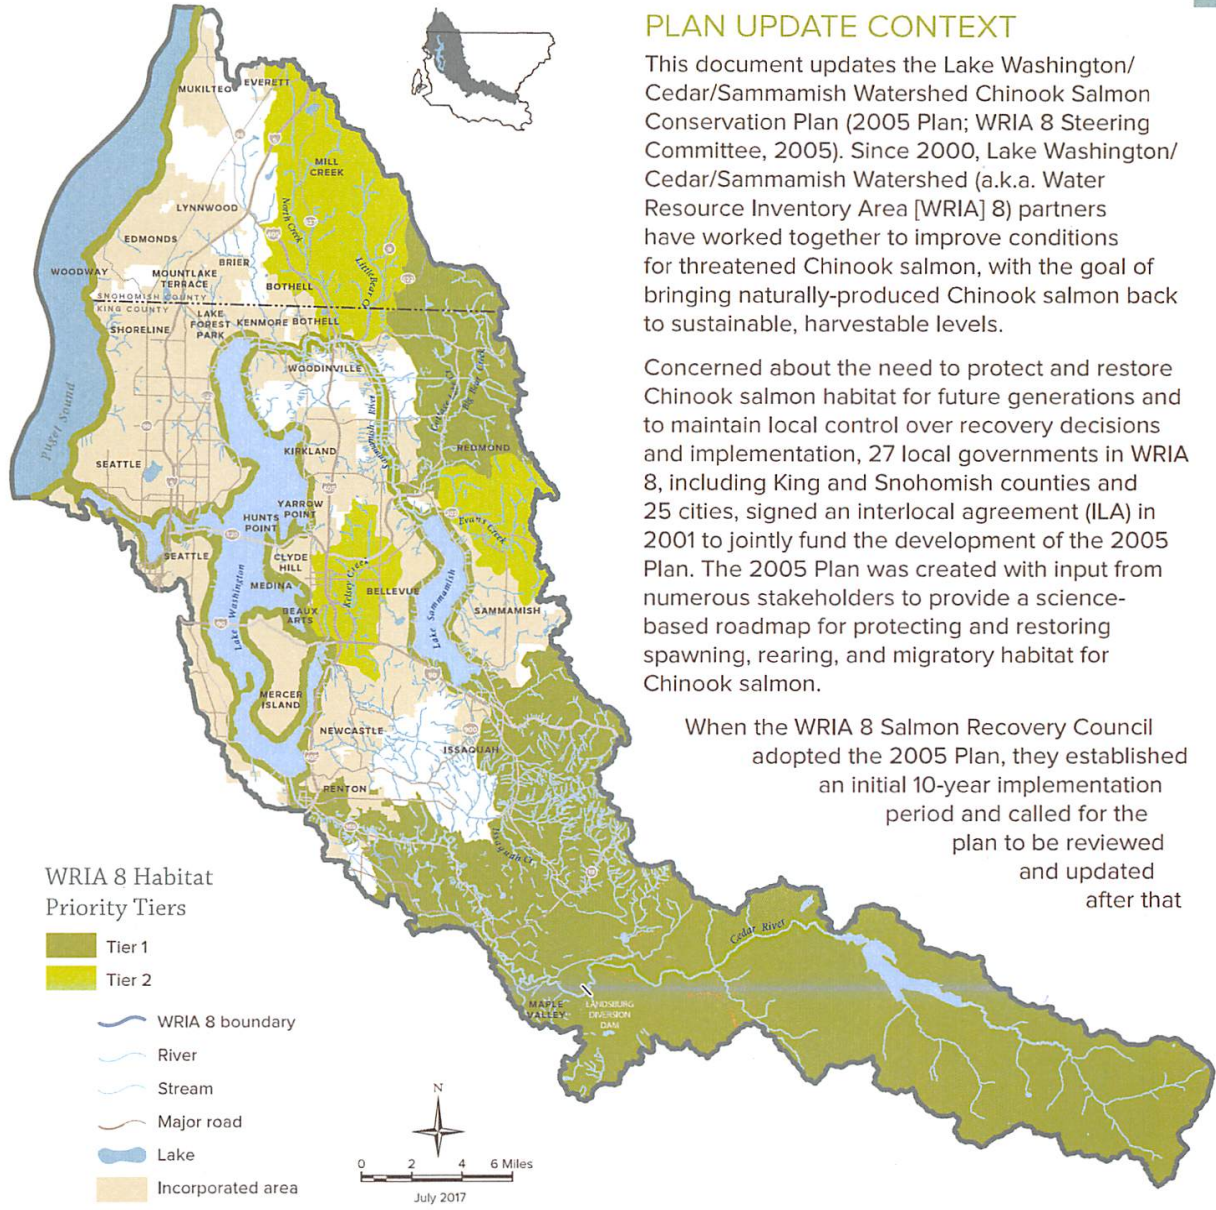 PLAN UPDATE CONTEXT
This document updates the Lake Washington/
Cedar/Sammamish Watershed Chinook Salmon
Conservation Plan (2005 Plan; WRIA 8 Steering
Committee, 2005). Since 2000, Lake Washington/
Cedar/Sammamish Watershed (a.k.a. Water
Resource Inventory Area [WRIA] 8) partners
have worked together to improve conditions
for threatened Chinook salmon, with the goal of
bringing naturally-produced Chinook salmon back
to sustainable, harvestable levels.
Concerned about the need to protect and restore
Chinook salmon habitat for future generations and
to maintain local control over recovery decisions
and implementation, 27 local governments in WRIA
8, including King and Snohomish counties and
25 cities, signed an interlocal agreement (ILA) in
2001 to jointly fund the development of the 2005
Plan. The 2005 Plan was created with input from
numerous stakeholders to provide a science-
based roadmap for protecting and restoring
spawning, rearing, and migratory habitat for
Chinook salmon.
When the WRIA 8 Salmon Recovery Council
adopted the 2005 Plan, they established
an initial 10-year implementation
period and called for the
plan to be reviewed
and updated
after that
MUKILTEO
EVERETT
MILL
CREEK
North Creek
LYNNWOOD
EDMONDS
BRIER
WOODWAY
MOUNTLAKE
TERRACE
BOTHELL
Little Bear Cr
SNOHOMISH COUNTY
KING COUNTY
SHORELINE
LAKE
FOREST
PARK
KENMORE
BOTHELL
WOODINVILLE
Puget Sound
KIRKLAND
REDMOND
SEATTLE
YARROW
POINT
HUNTS
POINT
Evans Creek
SEATTLE
CLYDE
HILL
MEDINA
Kelsey Creek
BELLEVUE
BEAUX
ARTS
Lake Washington
Lake Sammamish
SAMMAMISH
MERCER
ISLAND
NEWCASTLE
ISSAQUAH
RENTON
Issaquah Cr.
Cedar River
MAPLE
VALLEY
LANDSBURG
DIVERSION
DAM
WRIA 8 Habitat
Priority Tiers
Tier 1
Tier 2
WRIA 8 boundary
River
Stream
Major road
Lake
Incorporated area
N
0 2 4 6 Miles
July 2017